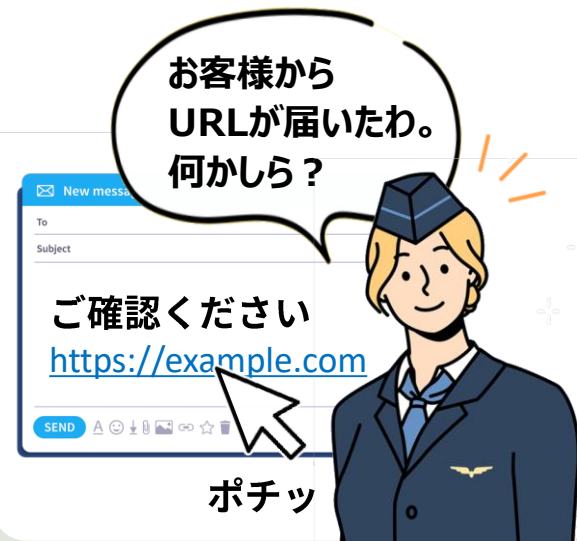 お客様から
URLが届いたわ。
何かしら？
New messa
To
Subject
ご確認ください
https://example.com
SEND
ポチッ